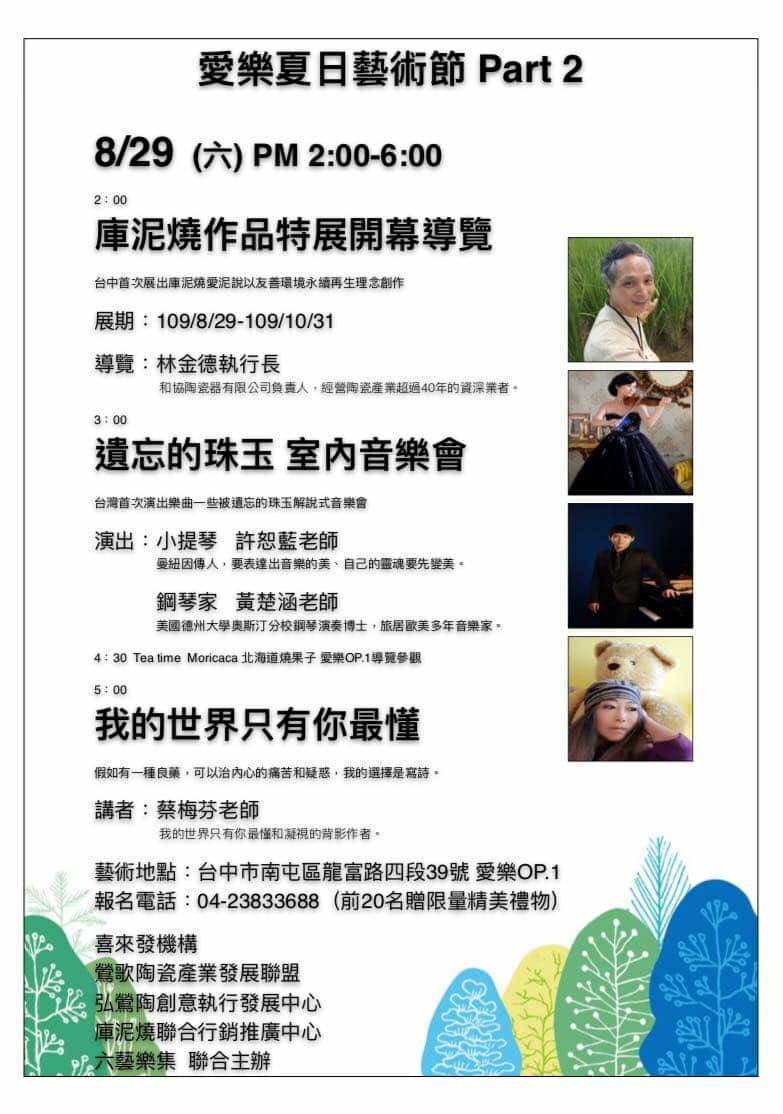 愛樂夏日藝術節 Part 2
8/29 (六) PM 2:00-6:00
2：00
庫泥燒作品特展開幕導覽
台中首次展出庫泥燒愛泥說以友善環境永續再生理念創作
展期：109/8/29-109/10/31
導覽：林金德執行長
和協陶瓷器有限公司負責人，經營陶瓷產業超過40年的資深業者。
3：00
遺忘的珠玉 室內音樂會
台灣首次演出樂曲一些被遺忘的珠玉解說式音樂會
演出：小提琴 許恕藍老師
曼紐因傳人，要表達出音樂的美、自己的靈魂要先變美。
鋼琴家 黃楚涵老師
美國德州大學奧斯汀分校鋼琴演奏博士，旅居歐美多年音樂家。
4：30 Tea time Moricaca 北海道燒果子 愛樂OP.1導覽參觀
5：00
我的世界只有你最懂
假如有一種良藥，可以治內心的痛苦和疑惑，我的選擇是寫詩。
講者：蔡梅芬老師
我的世界只有你最懂和凝視的背影作者。
藝術地點：台中市南屯區龍富路四段39號 愛樂OP.1
報名電話：04-23833688（前20名贈限量精美禮物）
喜來發機構
鶯歌陶瓷產業發展聯盟
弘鶯陶創意執行發展中心
庫泥燒聯合行銷推廣中心
六藝樂集 聯合主辦